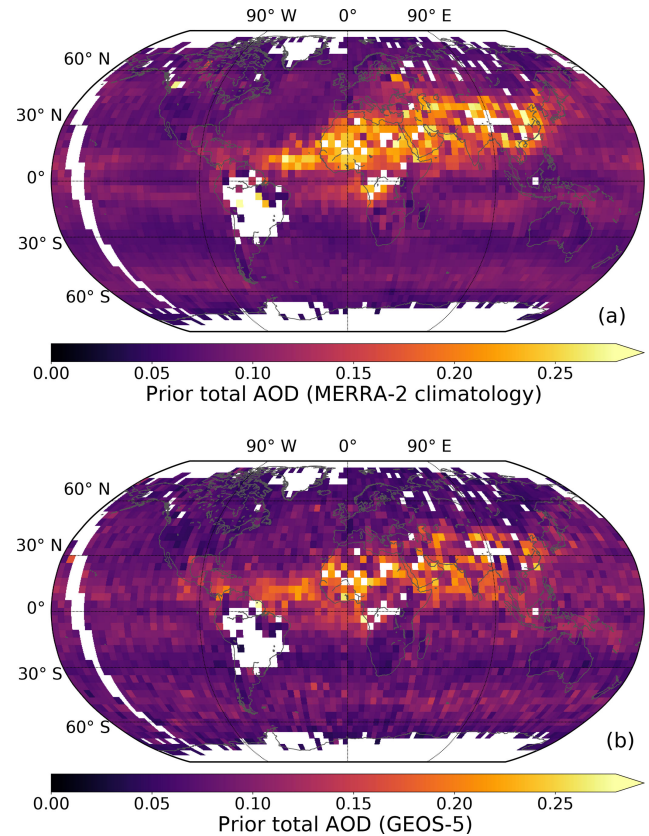 90° W 0° 90° E
60° N
30° N
0°
30° S
60° S
(a)
0.00 0.05 0.10 0.15 0.20 0.25
Prior total AOD (MERRA-2 climatology)
90° W 0° 90° E
60° N
30° N
0°
30° S
60° S
(b)
0.00 0.05 0.10 0.15 0.20 0.25
Prior total AOD (GEOS-5)